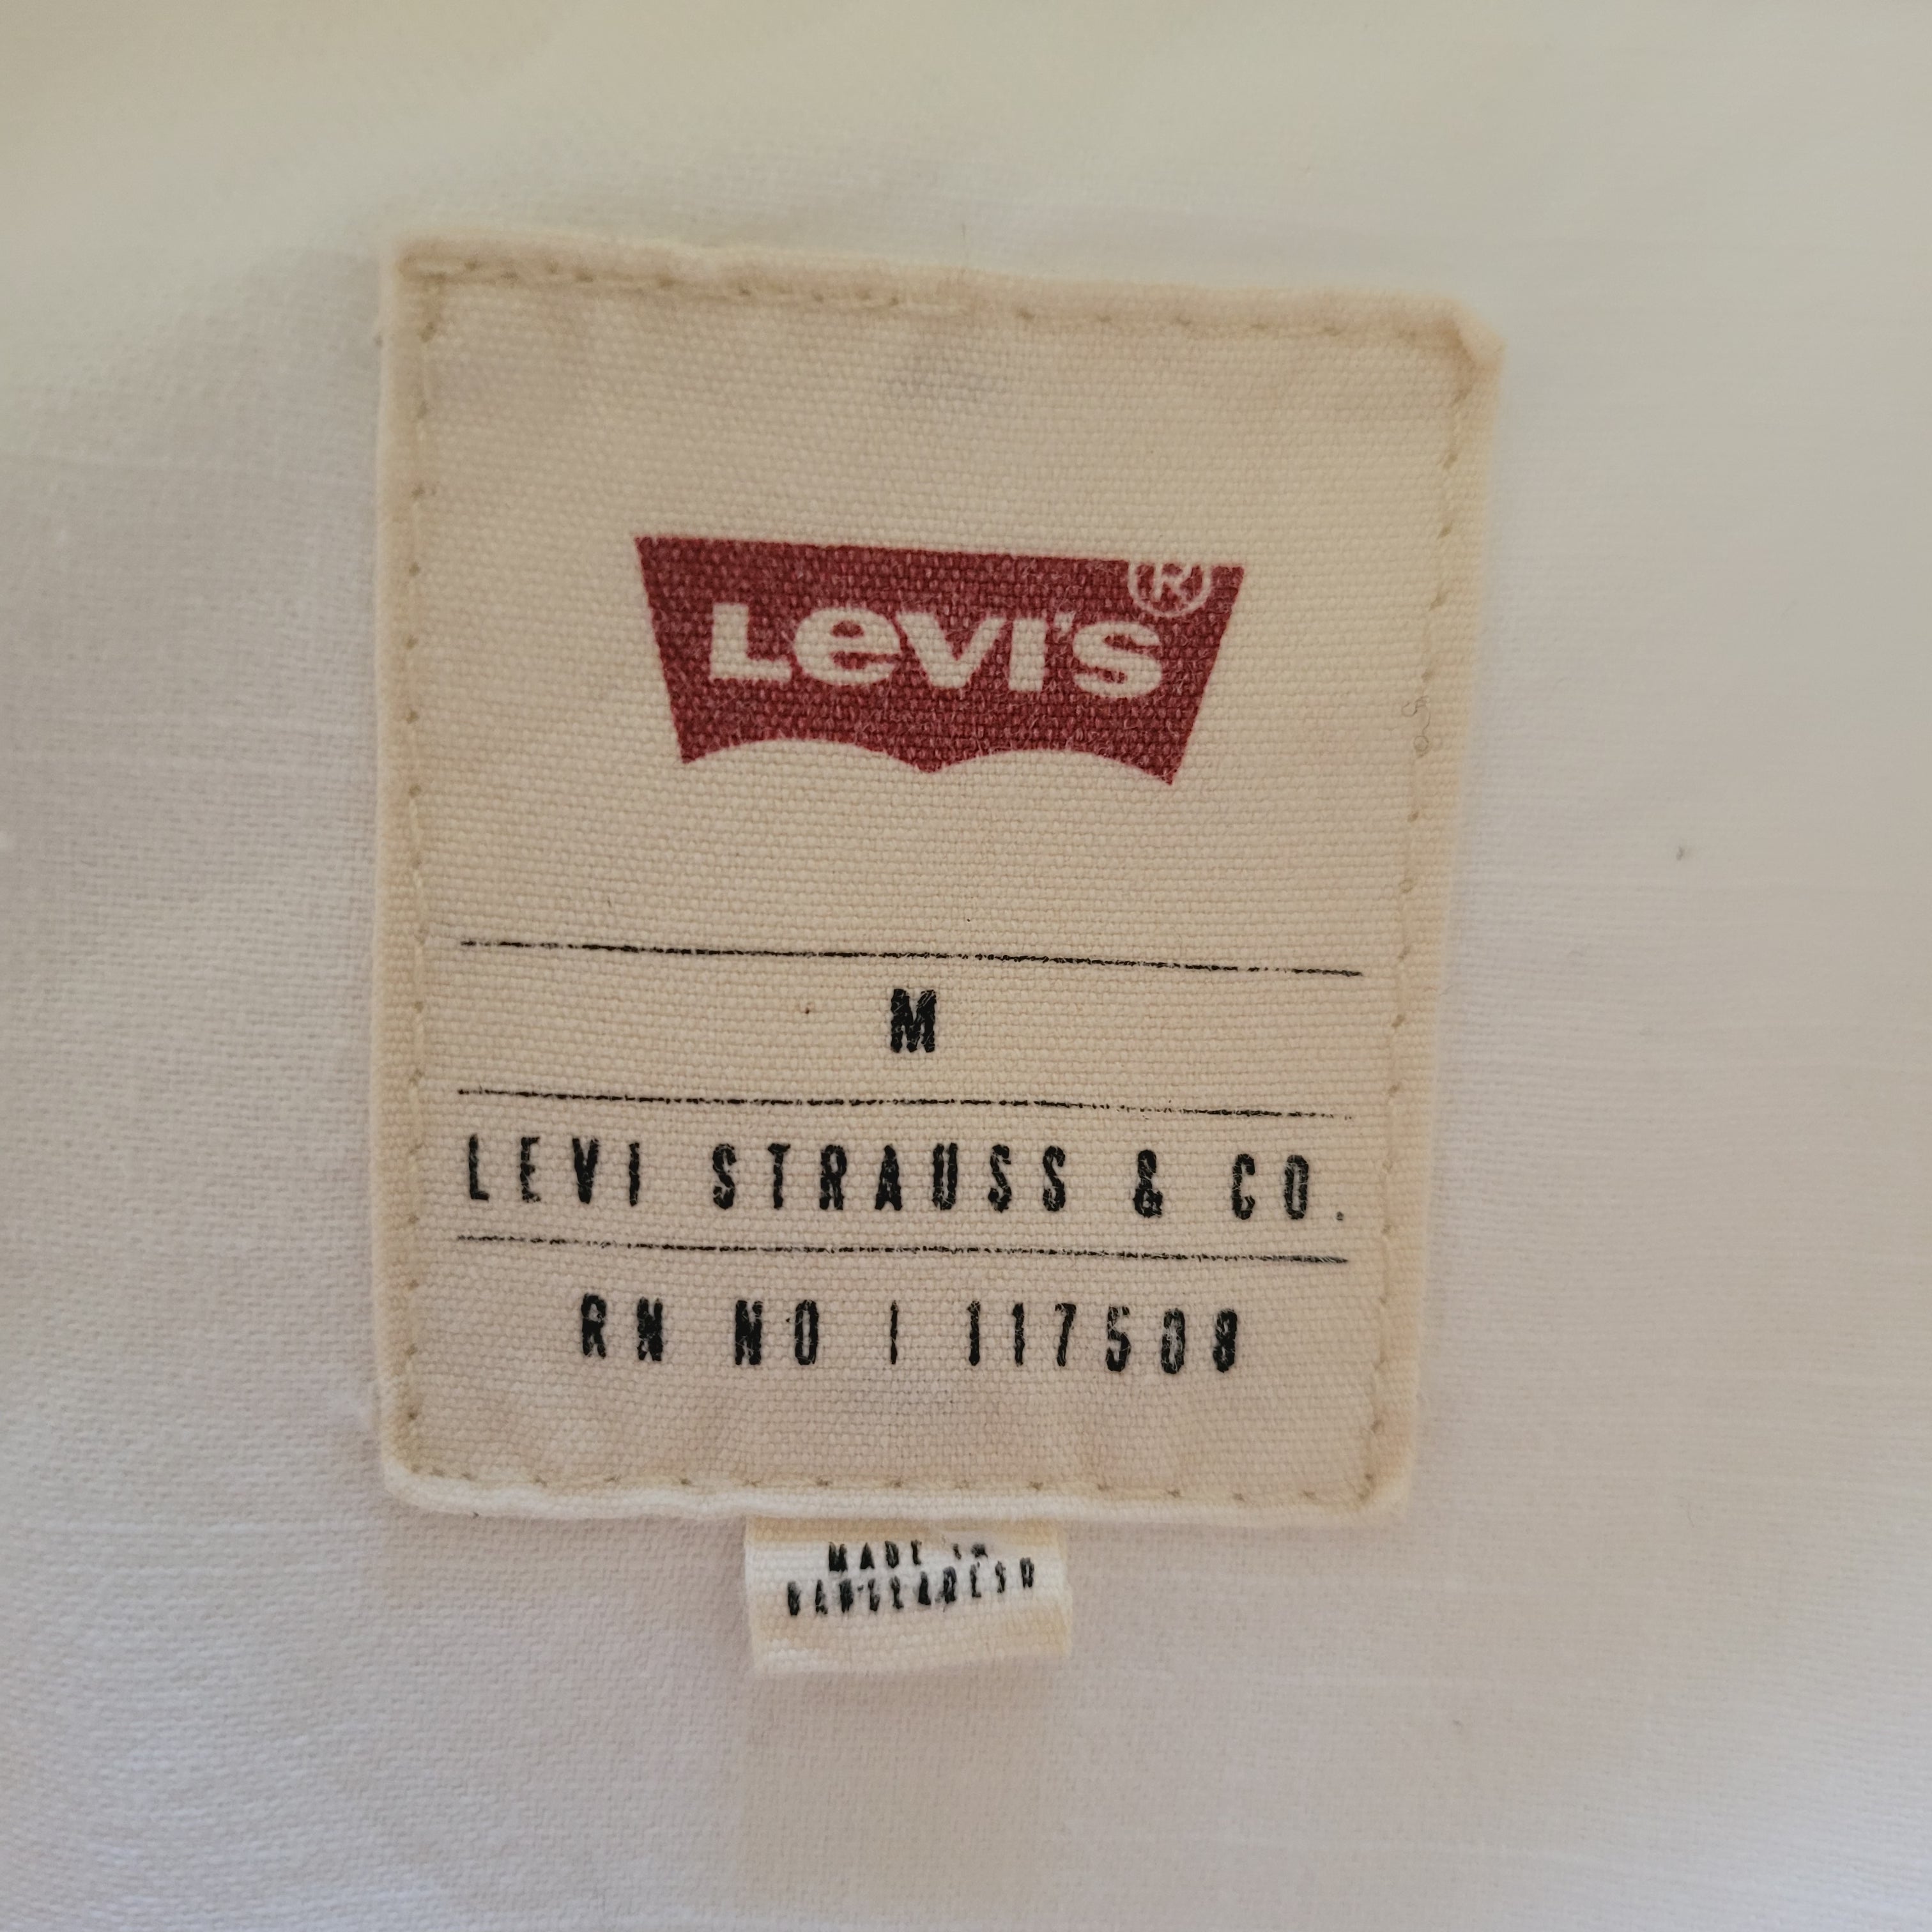 Levi's®
M
LEVI STRAUSS & CO.
RN NO | 117508
MADE IN
BANGLADESH